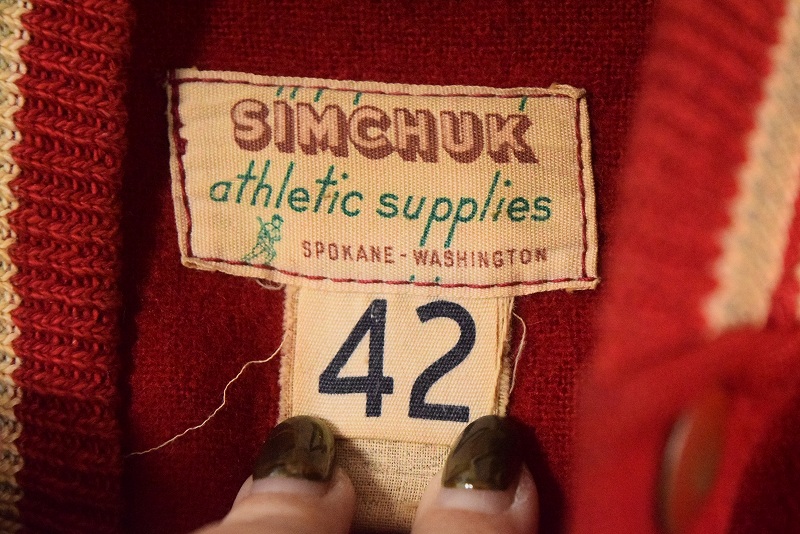 SIMCHUK
athletic supplies
SPOKANE-WASHINGTON
42